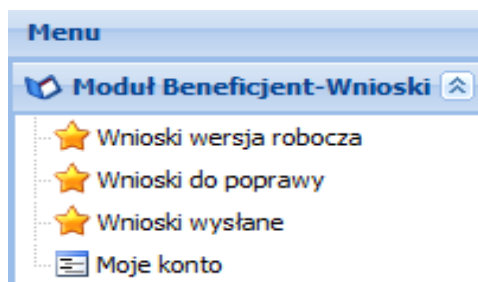 Menu
Moduł Beneficjent-Wnioski
Wnioski wersja robocza
Wnioski do poprawy
Wnioski wysłane
Moje konto